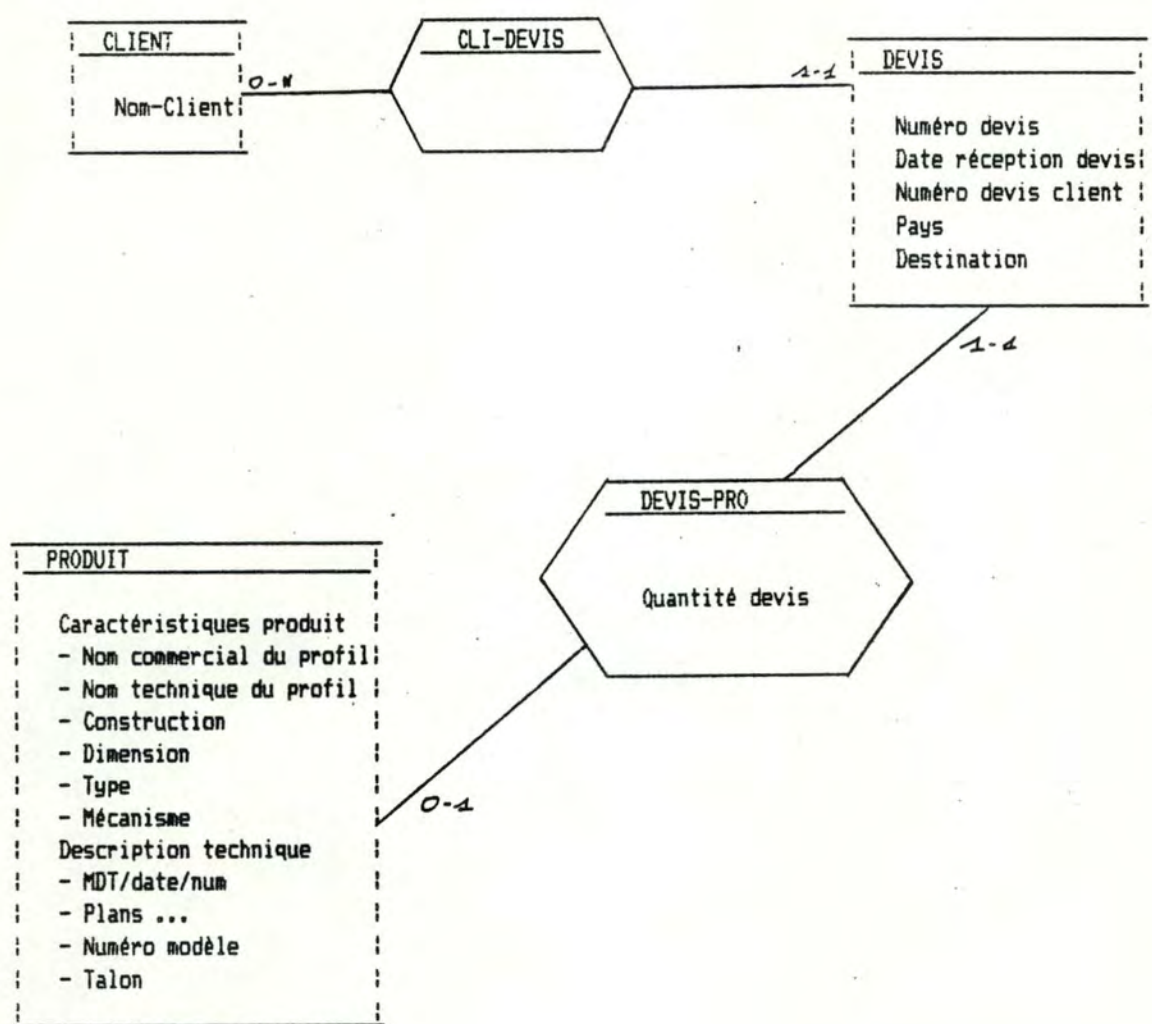 CLIENT
Nom-Client
0-N
CLI-DEVIS
1-1
DEVIS
Numéro devis
Date réception devis
Numéro devis client
Pays
Destination
1-1
DEVIS-PRO
Quantité devis
0-1
PRODUIT
Caractéristiques produit
- Nom commercial du profil
- Nom technique du profil
- Construction
- Dimension
- Type
- Mécanisme
Description technique
- MDT/date/num
- Plans ...
- Numéro modèle
- Talon